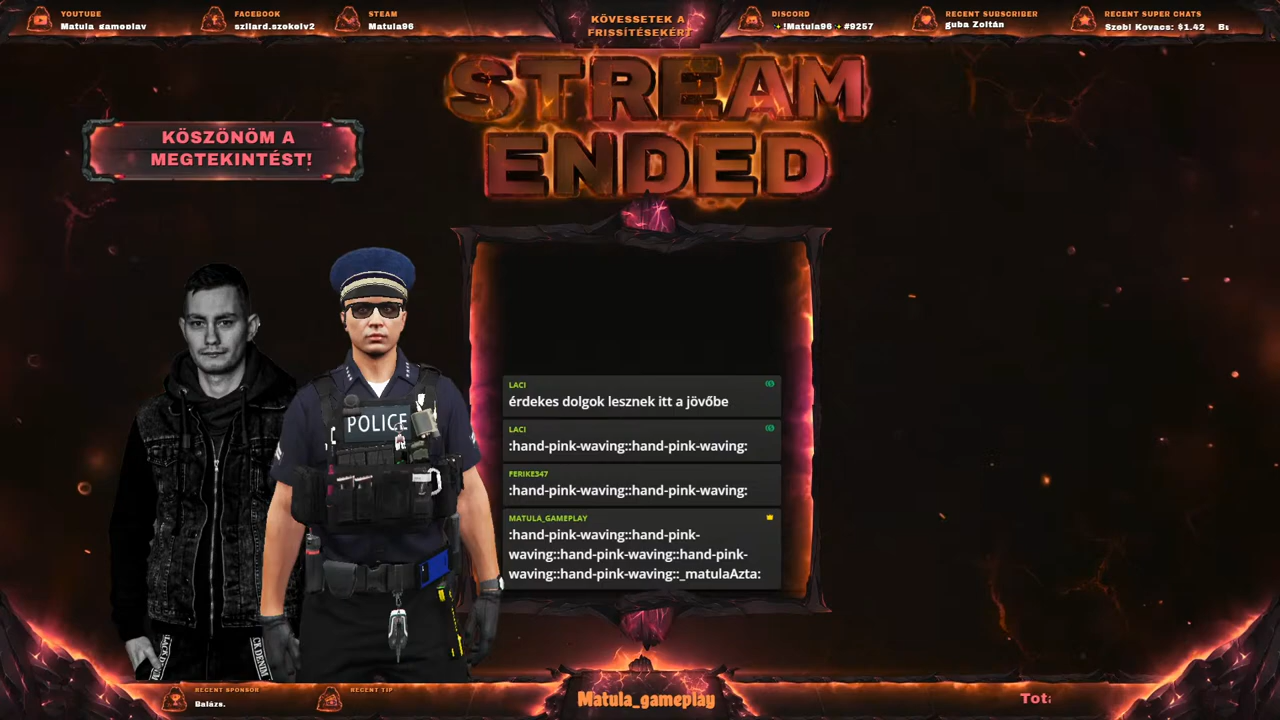 YOUTUBE
Matula_gameplay
FACEBOOK
szilard.szekely2
STEAM
Matula96
KÖVESSETEK A
FRISSÍTÉSEKÉRT
DISCORD
!Matula96 #9257
RECENT SUBSCRIBER
guba Zoltán
RECENT SUPER CHATS
Szebi Kovacs: $1.42
STREAM
ENDED
KÖSZÖNÖM A
MEGTEKINTÉST!
LACI
érdekes dolgok lesznek itt a jövőbe
LACI
:hand-pink-waving::hand-pink-waving:
POLICE
FERIKE347
:hand-pink-waving::hand-pink-waving:
MATULA_GAMEPLAY
:hand-pink-waving::hand-pink-
waving::hand-pink-waving::hand-pink-
waving::hand-pink-waving::_matulaAzta:
RECENT SPONSOR
Balázs.
RECENT TIP
Matula_gameplay